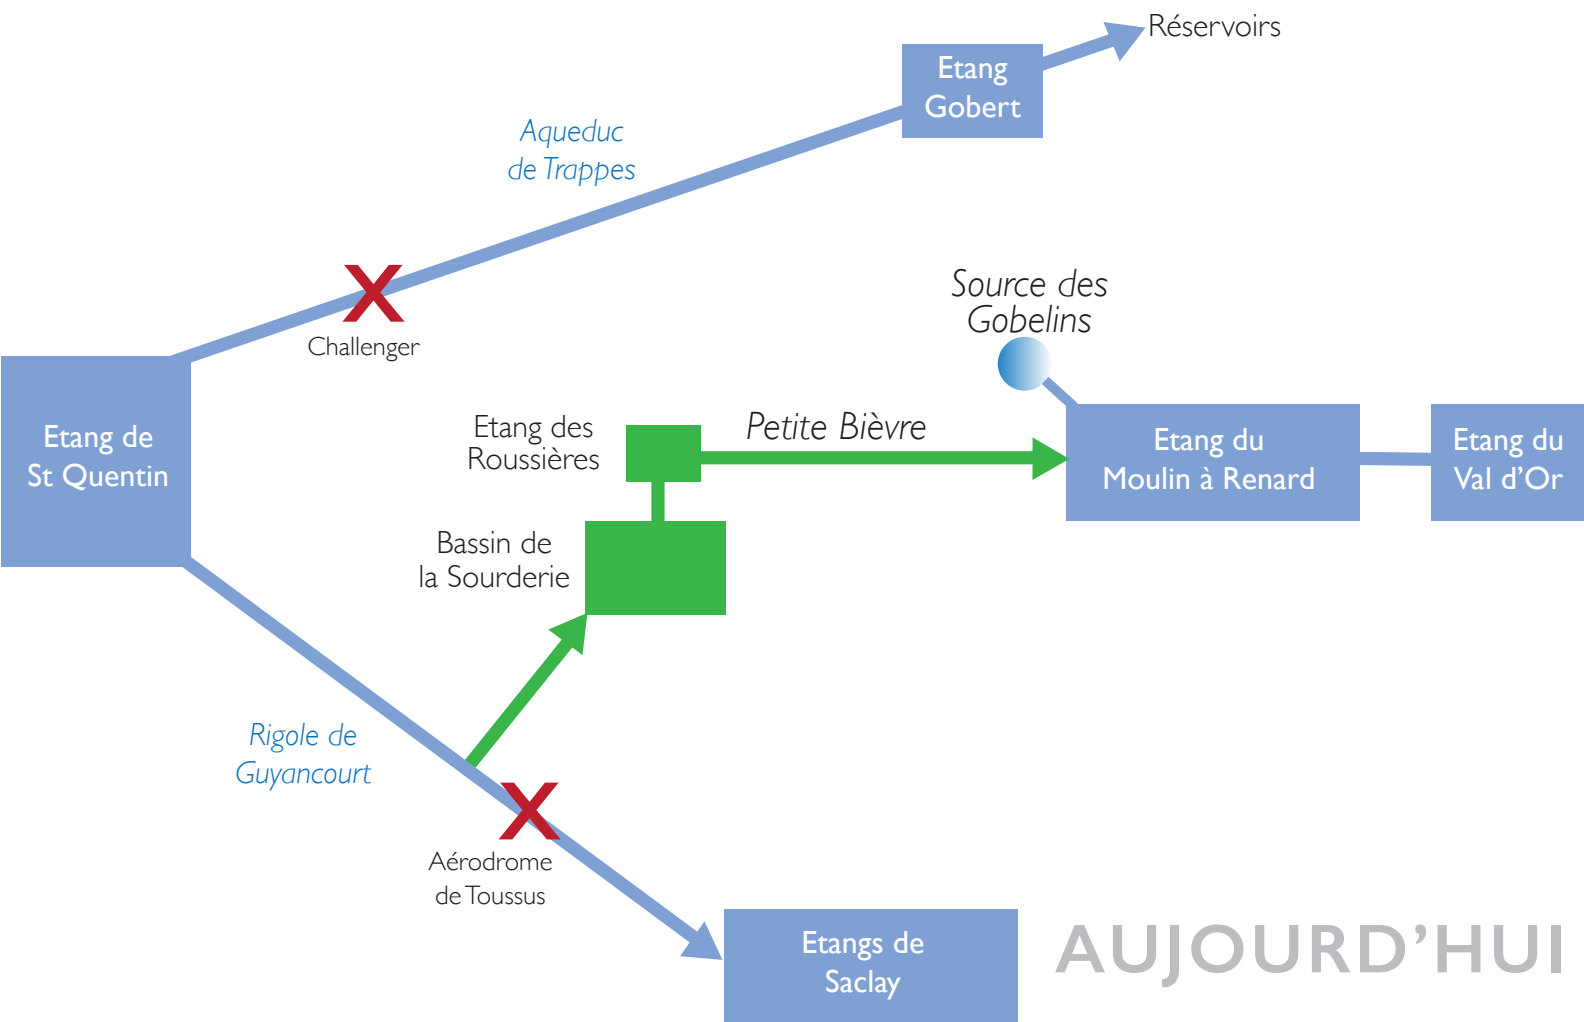 Réservoirs
Etang
Gobert
Aqueduc
de Trappes
Challenger
Source des
Gobelins
Etang de
St Quentin
Etang des
Roussières
Petite Bièvre
Etang du
Moulin à Renard
Etang du
Val d’Or
Bassin de
la Sourderie
Rigole de
Guyancourt
Aérodrome
de Toussus
Etangs de
Saclay
AUJOURD’HUI